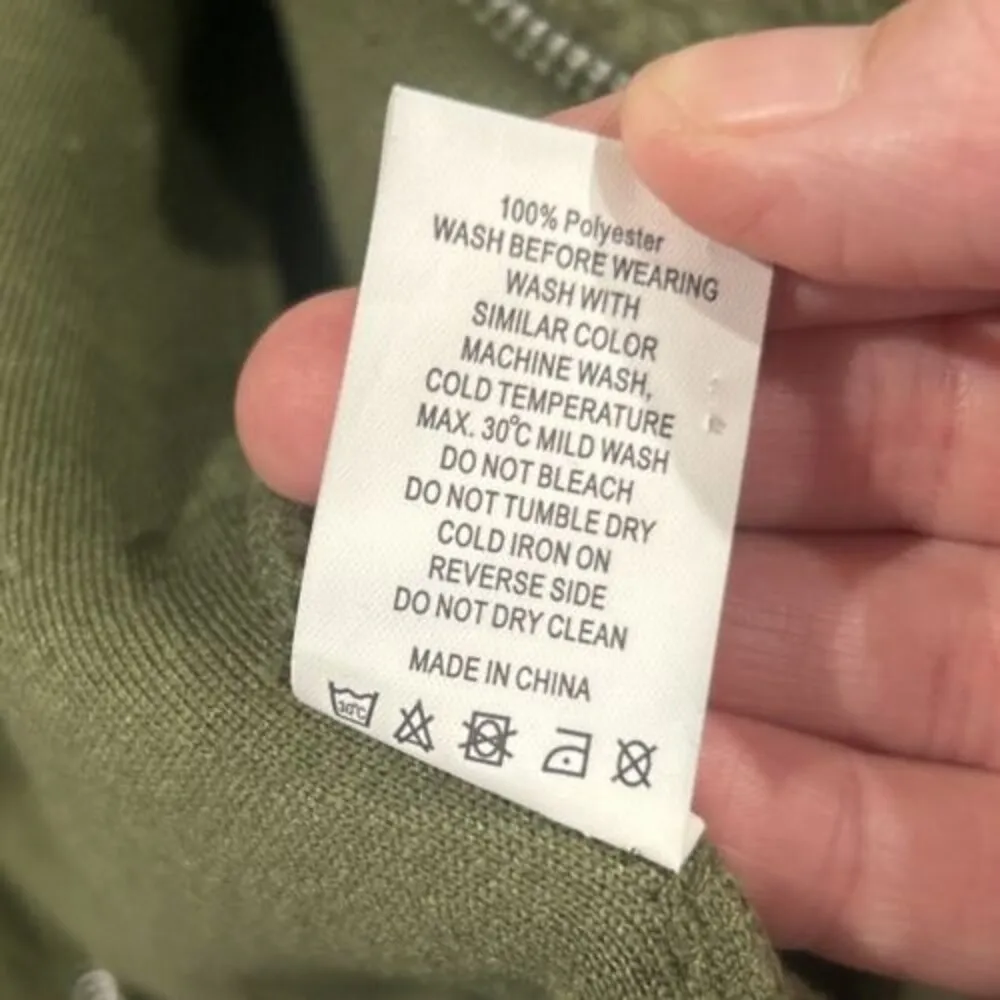 100% Polyester
WASH BEFORE WEARING
WASH WITH
SIMILAR COLOR
MACHINE WASH,
COLD TEMPERATURE
MAX. 30℃ MILD WASH
DO NOT BLEACH
DO NOT TUMBLE DRY
COLD IRON ON
REVERSE SIDE
DO NOT DRY CLEAN
MADE IN CHINA
30℃